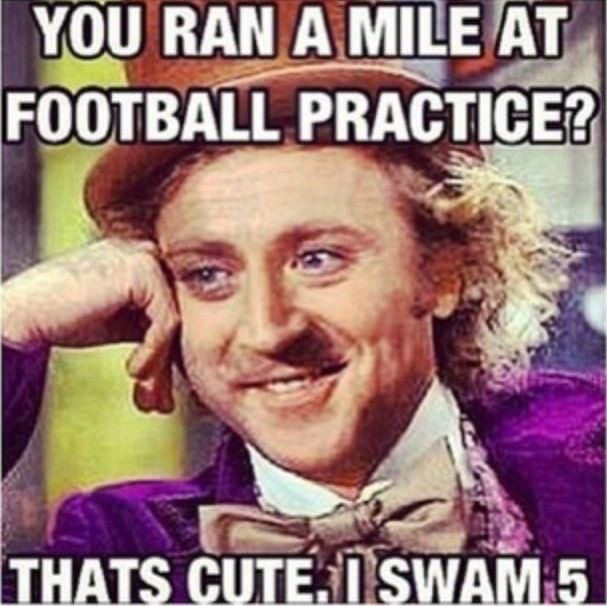 YOU RAN A MILE AT
FOOTBALL PRACTICE?
THATS CUTE. I SWAM 5